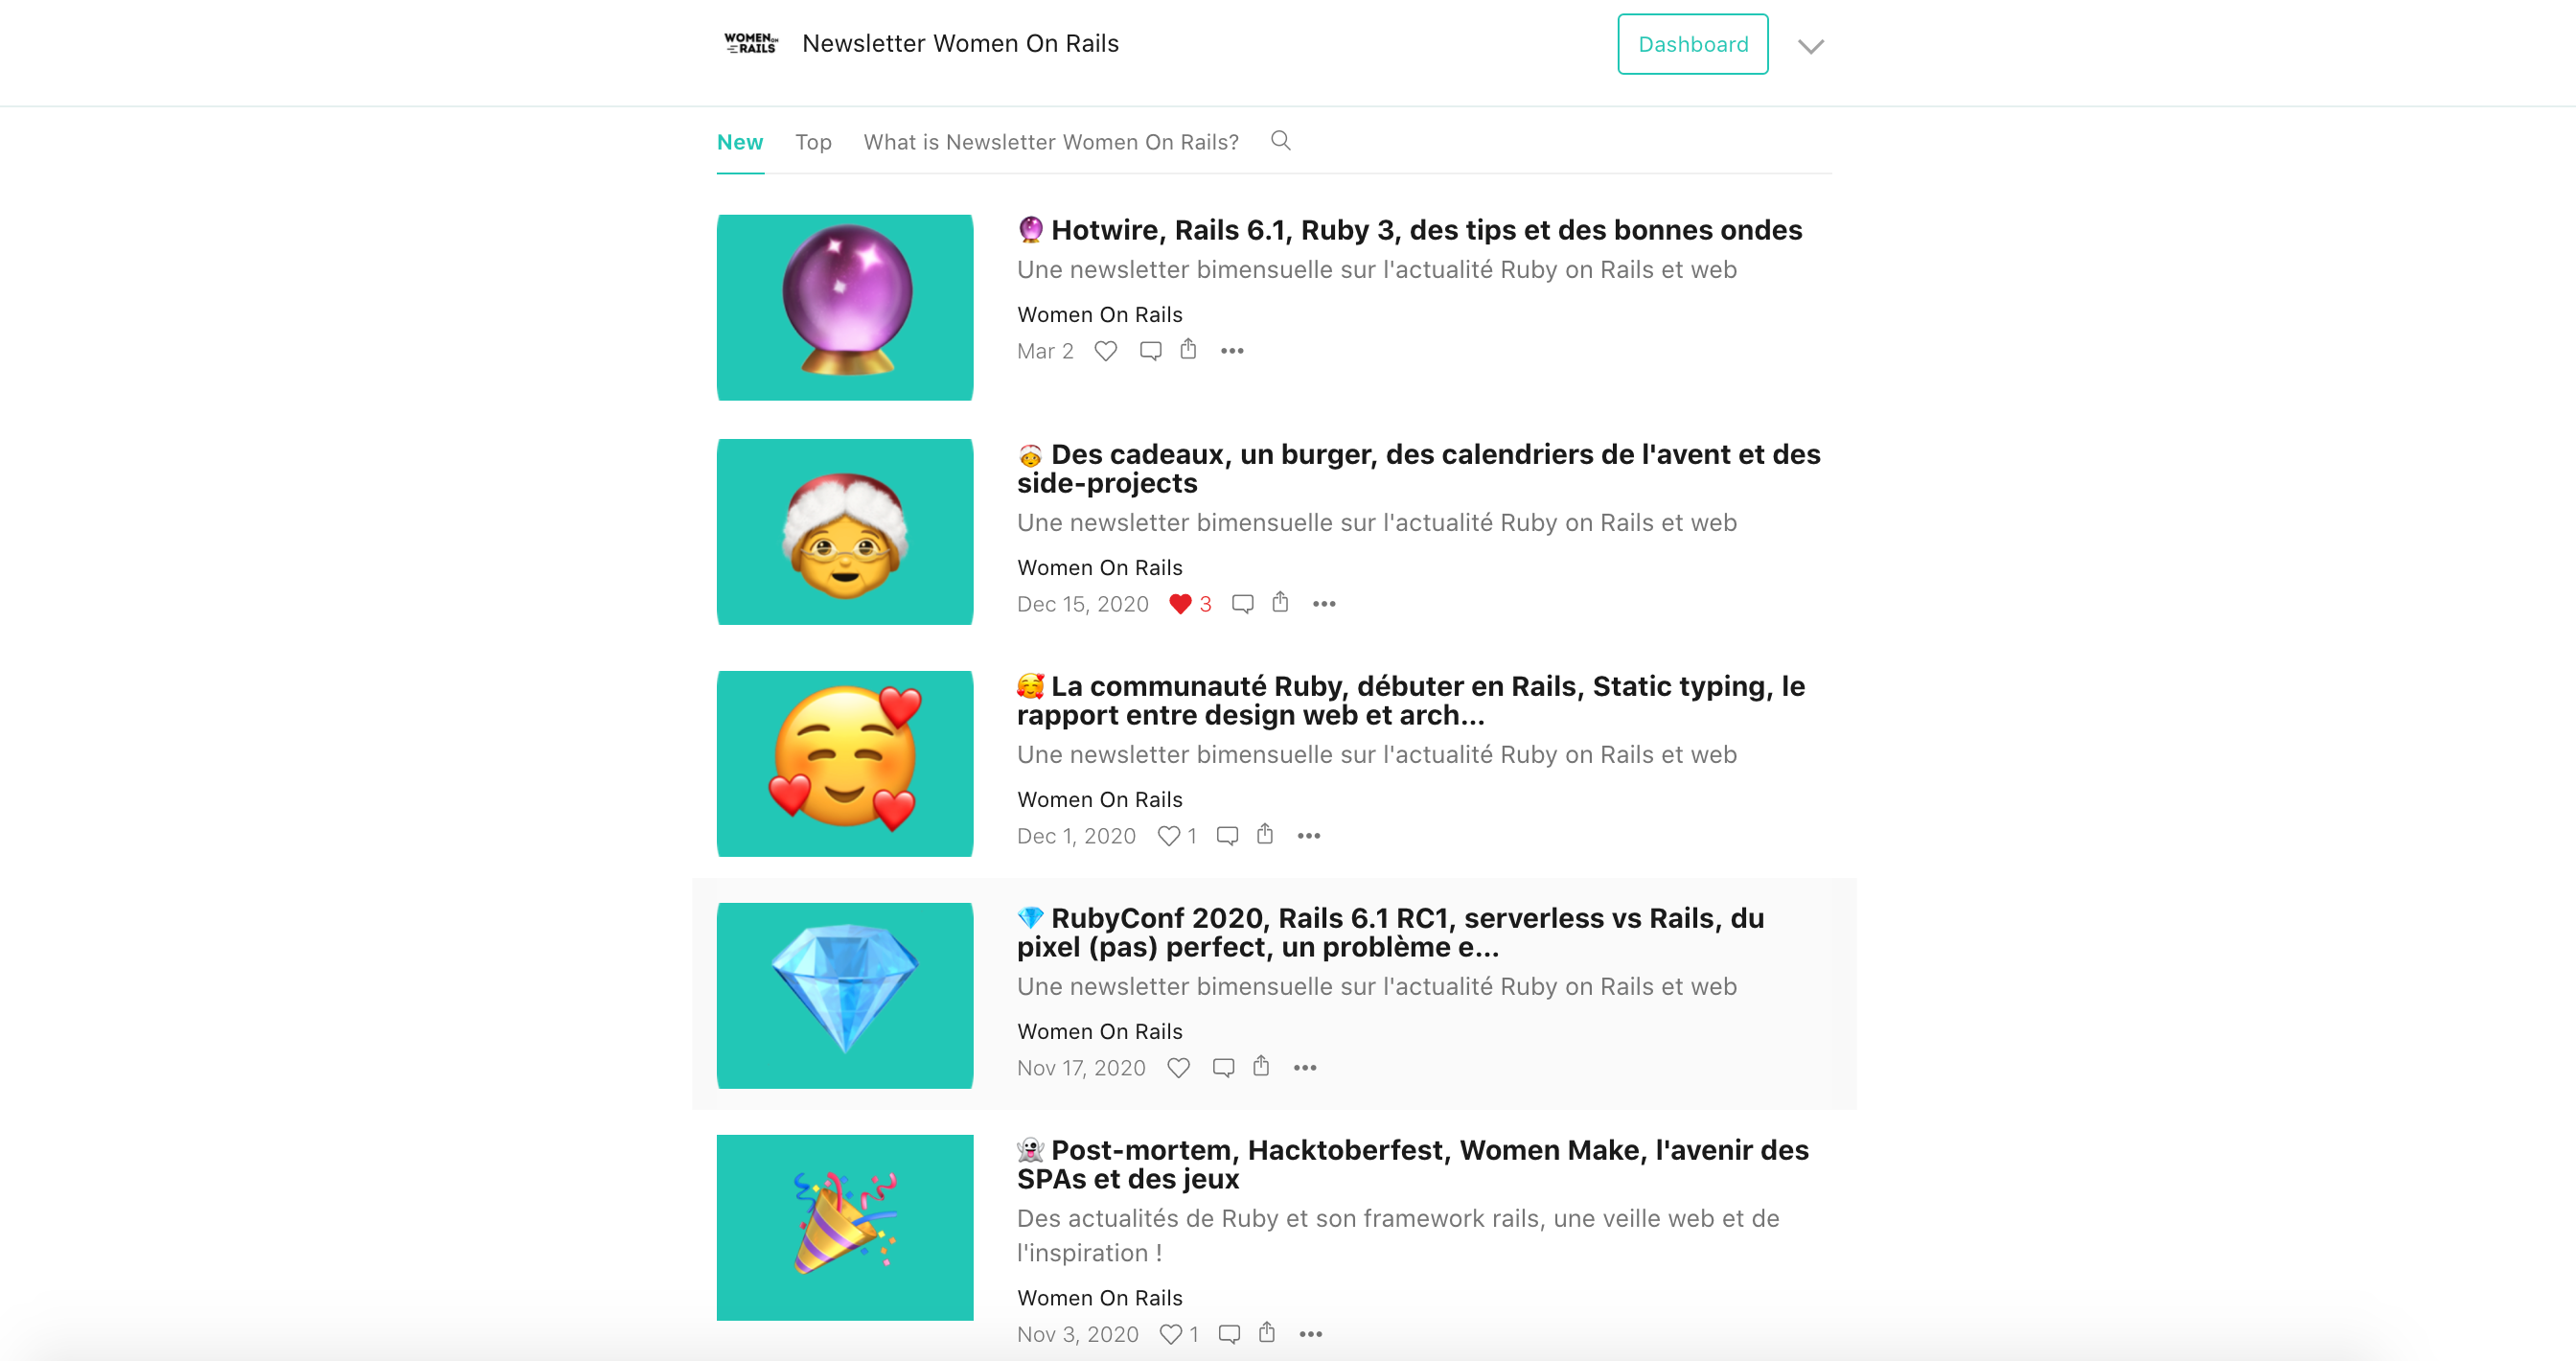 WOMEN ON
RAILS
Newsletter Women On Rails
Dashboard
New
Top
What is Newsletter Women On Rails?
🔮 Hotwire, Rails 6.1, Ruby 3, des tips et des bonnes ondes
Une newsletter bimensuelle sur l'actualité Ruby on Rails et web
Women On Rails
Mar 2
🤶 Des cadeaux, un burger, des calendriers de l'avent et des
side-projects
Une newsletter bimensuelle sur l'actualité Ruby on Rails et web
Women On Rails
Dec 15, 2020 3
🥰 La communauté Ruby, débuter en Rails, Static typing, le
rapport entre design web et arch...
Une newsletter bimensuelle sur l'actualité Ruby on Rails et web
Women On Rails
Dec 1, 2020 1
💎 RubyConf 2020, Rails 6.1 RC1, serverless vs Rails, du
pixel (pas) perfect, un problème e...
Une newsletter bimensuelle sur l'actualité Ruby on Rails et web
Women On Rails
Nov 17, 2020
👻 Post-mortem, Hacktoberfest, Women Make, l'avenir des
SPAs et des jeux
Des actualités de Ruby et son framework rails, une veille web et de
l'inspiration !
Women On Rails
Nov 3, 2020 1